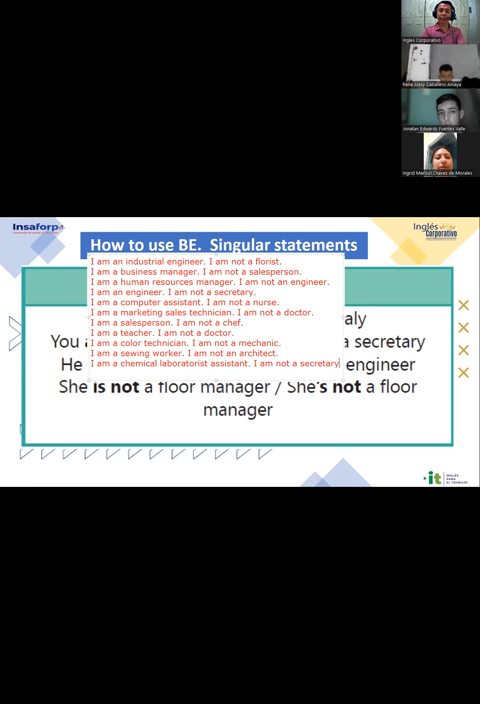 Inglés Corporativo
Rene Alexy Caballero Amaya
Jonatan Edwards Fuentes Valle
Ingrid Marisol Chavez de Morales
Insaforp
Inglés
Corporativo
How to use BE. Singular statements
I am an industrial engineer. I am not a florist.
I am a business manager. I am not a salesperson.
I am a human resources manager. I am not an engineer.
I am an engineer. I am not a secretary.
I am a computer assistant. I am not a nurse.
I am a marketing sales technician. I am not a doctor.
I am a salesperson. I am not a chef.
I am a teacher. I am not a doctor.
I am a color technician. I am not a mechanic.
I am a sewing worker. I am not an architect.
I am a chemical laboratorist assistant. I am not a secretary
aly
You a secretary
He engineer
She is not a floor manager / She's not a floor
manager
it
INGLÉS
PARA
EL TRABAJO